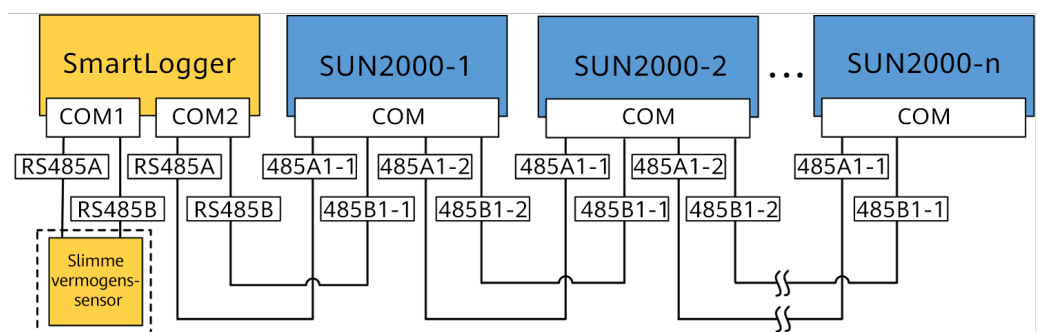 SmartLogger
SUN2000-1
SUN2000-2
...
SUN2000-n
COM1
COM2
COM
COM
COM
RS485A
RS485A
485A1-1
485A1-2
485A1-1
485A1-2
485A1-1
RS485B
RS485B
485B1-1
485B1-2
485B1-1
485B1-2
485B1-1
Slimme
vermogens-
sensor